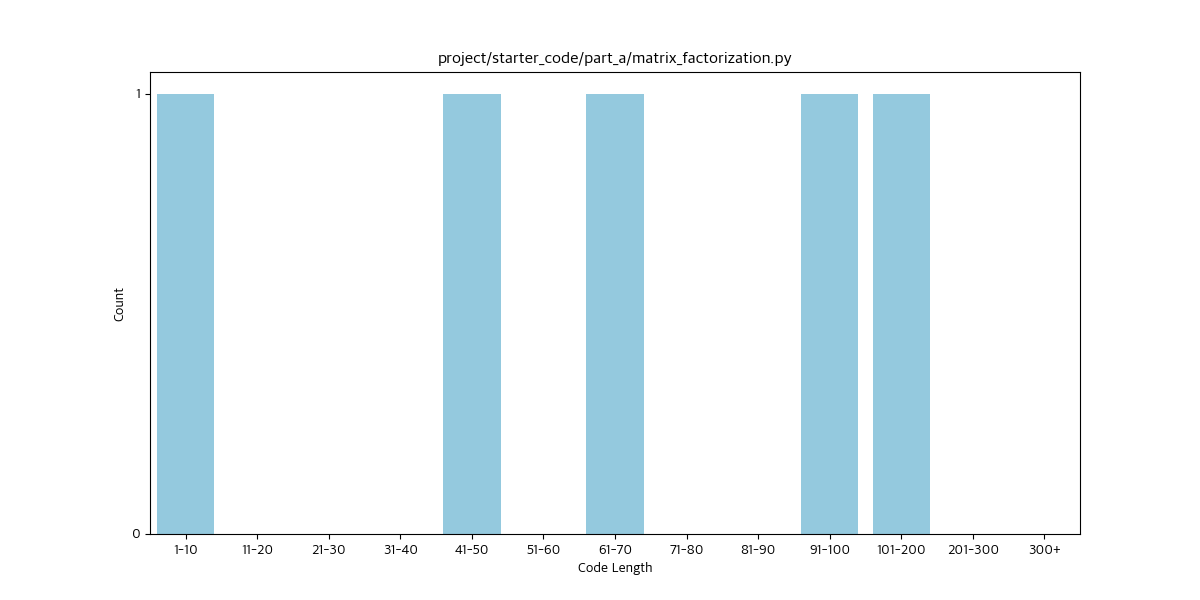 project/starter_code/part_a/matrix_factorization.py
1
Count
0
1-10 11-20 21-30 31-40 41-50 51-60 61-70 71-80 81-90 91-100 101-200 201-300 300+
Code Length